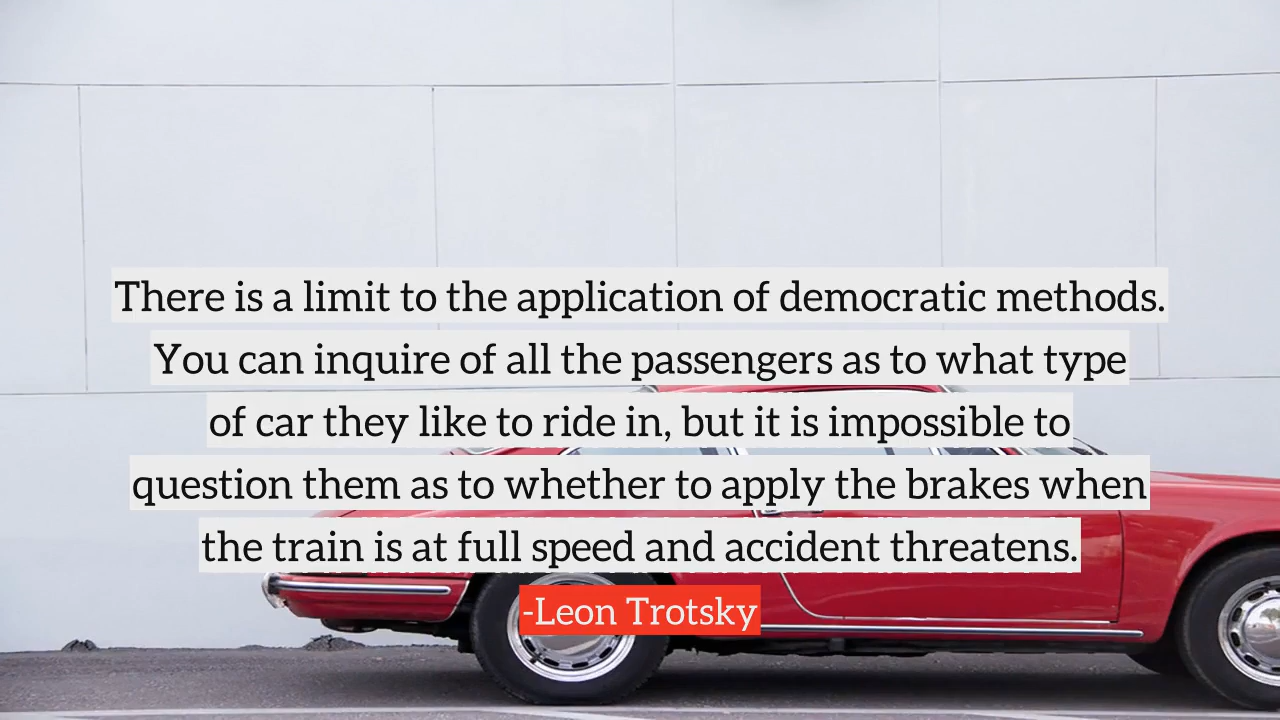 There is a limit to the application of democratic methods.
You can inquire of all the passengers as to what type
of car they like to ride in, but it is impossible to
question them as to whether to apply the brakes when
the train is at full speed and accident threatens.
-Leon Trotsky